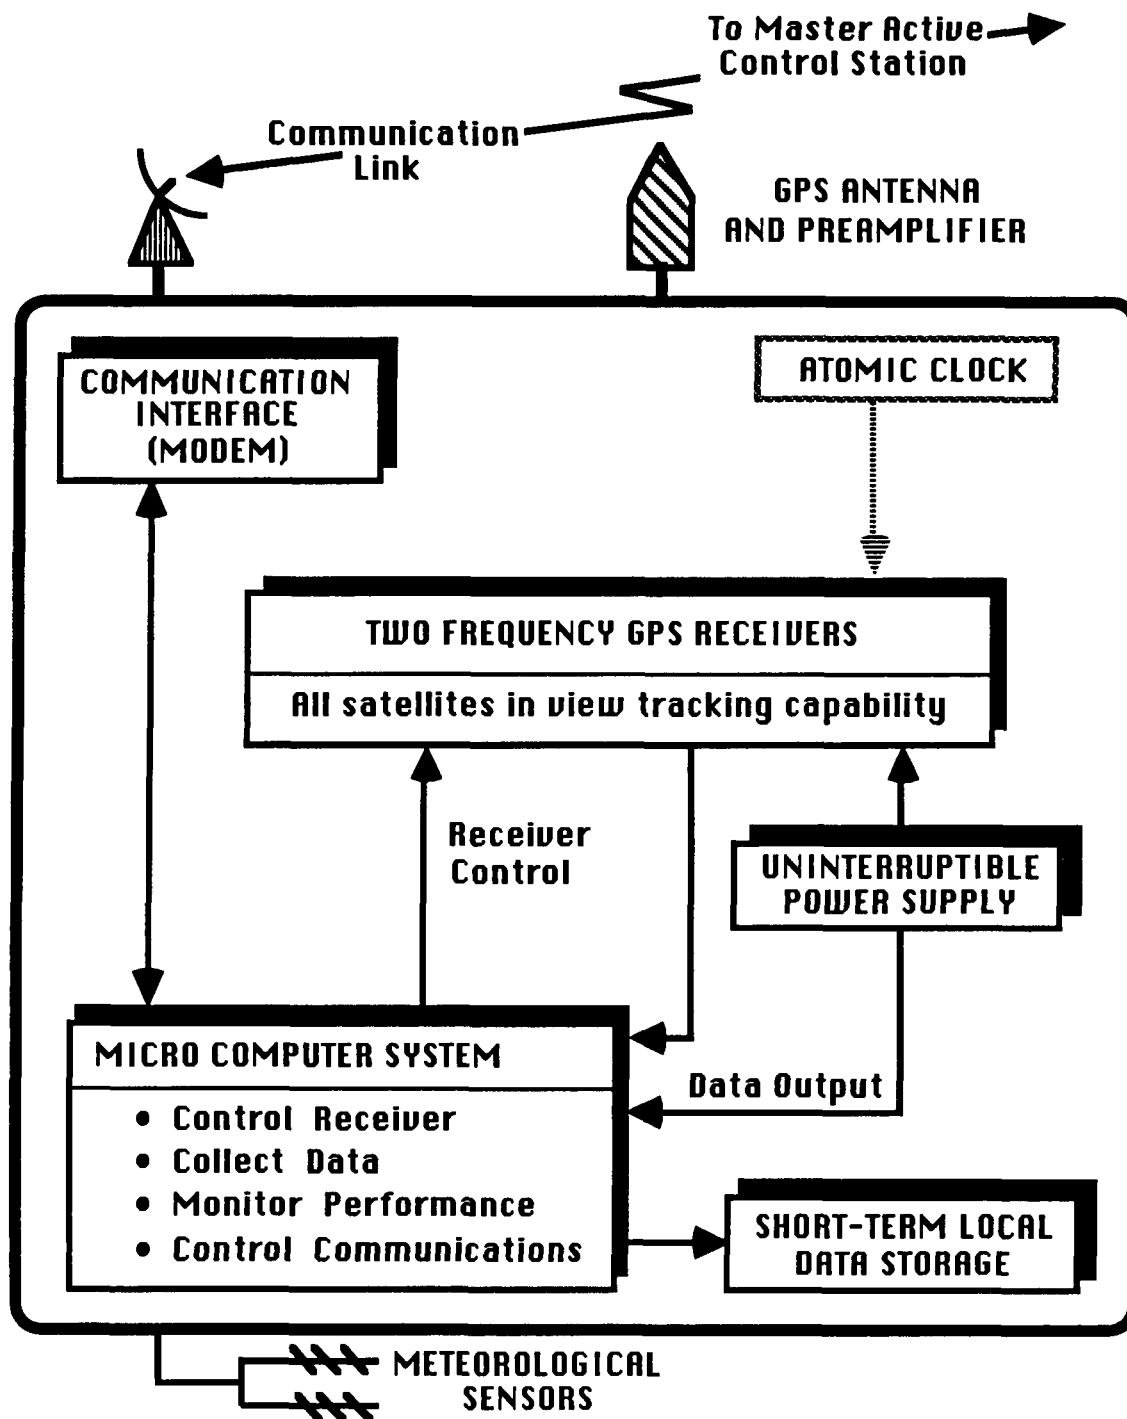 To Master Active
Control Station
Communication
Link
GPS ANTENNA
AND PREAMPLIFIER
COMMUNICATION
INTERFACE
(MODEM)
ATOMIC CLOCK
TWO FREQUENCY GPS RECEIVERS
All satellites in view tracking capability
Receiver
Control
UNINTERRUPTIBLE
POWER SUPPLY
MICRO COMPUTER SYSTEM
Data Output
• Control Receiver
• Collect Data
• Monitor Performance
• Control Communications
SHORT-TERM LOCAL
DATA STORAGE
METEOROLOGICAL
SENSORS